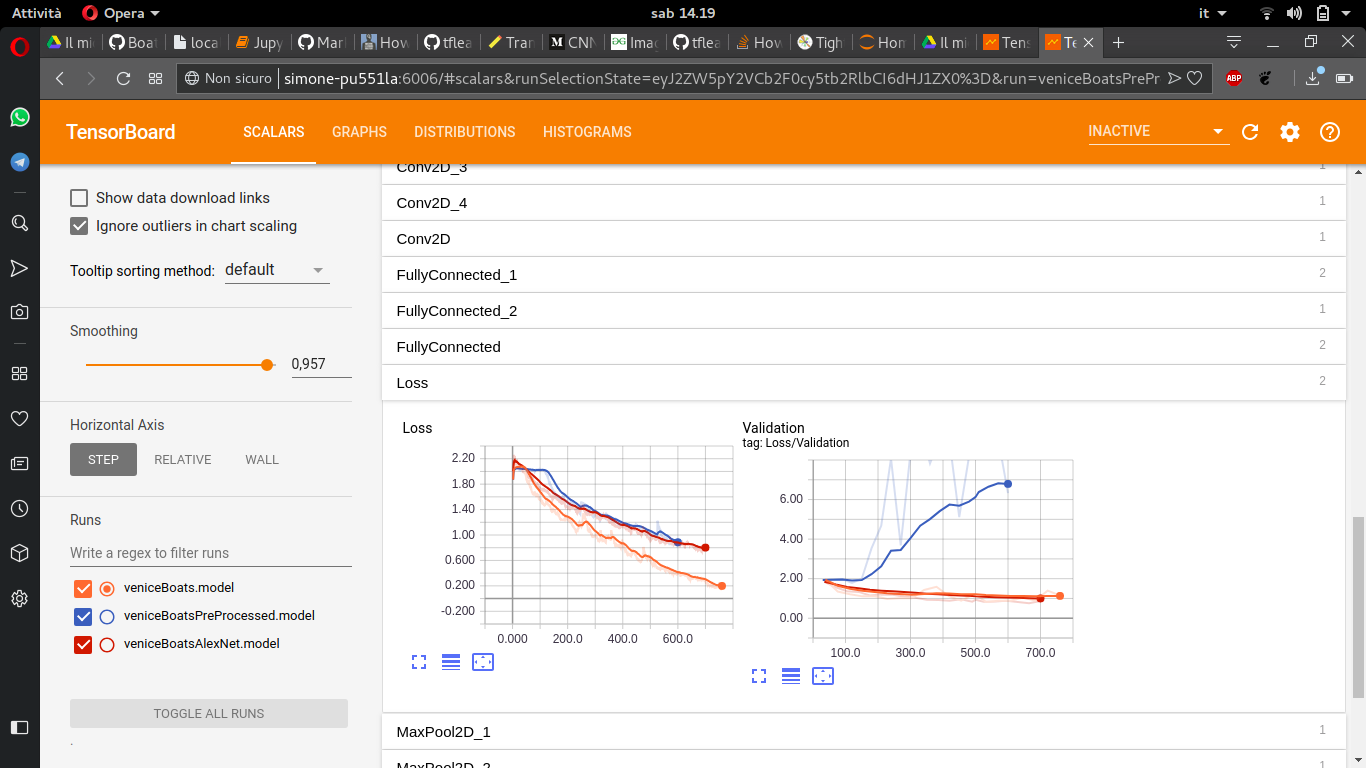 Attività Opera sab 14.19 it
Il mi Boat loca Jupy Marl How tflea Tran CNN Imag tflea How Tigh Hom Il mi Tens Te
Non sicuro simone-pu551la:6006/#scalars&runSelectionState=eyJ2ZW5pY2VCb2F0cy5tb2RlbCI6dHJ1ZX0%3D&run=veniceBoatsPrePr ABP
TensorBoard SCALARS GRAPHS DISTRIBUTIONS HISTOGRAMS INACTIVE
Show data download links
Ignore outliers in chart scaling
Tooltip sorting method: default
Smoothing
0,957
Horizontal Axis
STEP RELATIVE WALL
Runs
Write a regex to filter runs
veniceBoats.model
veniceBoatsPreProcessed.model
veniceBoatsAlexNet.model
TOGGLE ALL RUNS
.
Conv2D_3 1
Conv2D_4 1
Conv2D 1
FullyConnected_1 2
FullyConnected_2 1
FullyConnected 2
Loss 2
Loss
2.20
1.80
1.40
1.00
0.600
0.200
-0.200
0.000 200.0 400.0 600.0
Validation
tag: Loss/Validation
6.00
4.00
2.00
0.00
100.0 300.0 500.0 700.0
MaxPool2D_1 1
MaxPool2D_2 1